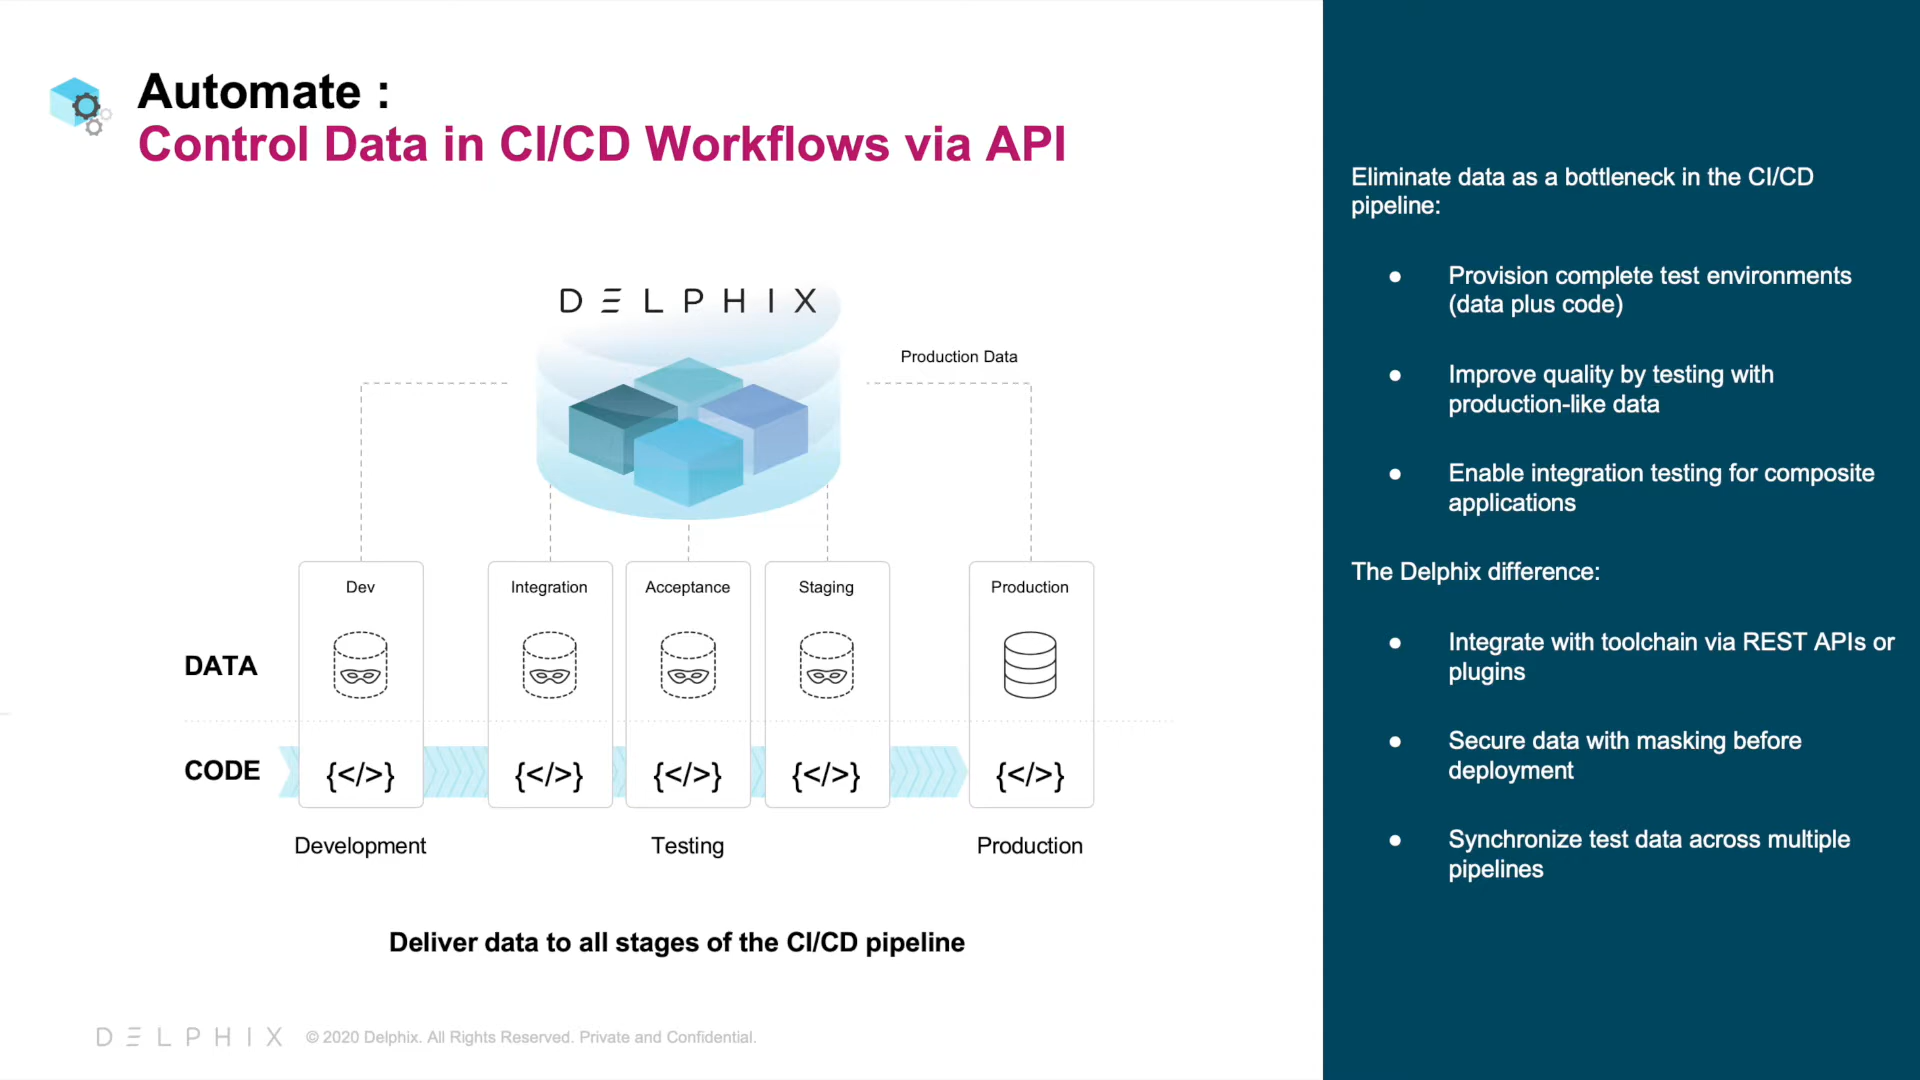 Automate :
Control Data in CI/CD Workflows via API
DELPHIX
Production Data
Dev
Integration
Acceptance
Staging
Production
DATA
CODE
{</>}
{</>}
{</>}
{</>}
{</>}
Development
Testing
Production
Deliver data to all stages of the CI/CD pipeline
DELPHIX
© 2020 Delphix. All Rights Reserved. Private and Confidential.
Eliminate data as a bottleneck in the CI/CD
pipeline:
● Provision complete test environments
(data plus code)
● Improve quality by testing with
production-like data
● Enable integration testing for composite
applications
The Delphix difference:
● Integrate with toolchain via REST APIs or
plugins
● Secure data with masking before
deployment
● Synchronize test data across multiple
pipelines